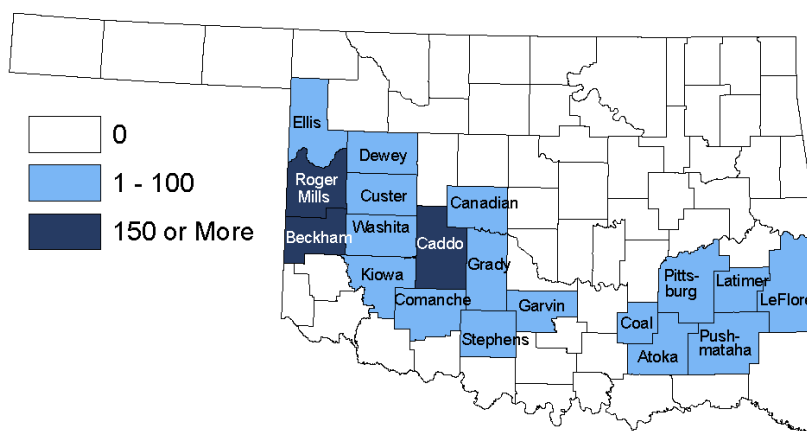 0
1 - 100
150 or More
Ellis
Dewey
Roger
Mills
Custer
Canadian
Beckham
Washita
Caddo
Kiowa
Grady
Comanche
Garvin
Stephens
Pitts-
burg
Latimer
LeFlore
Coal
Push-
mataha
Atoka